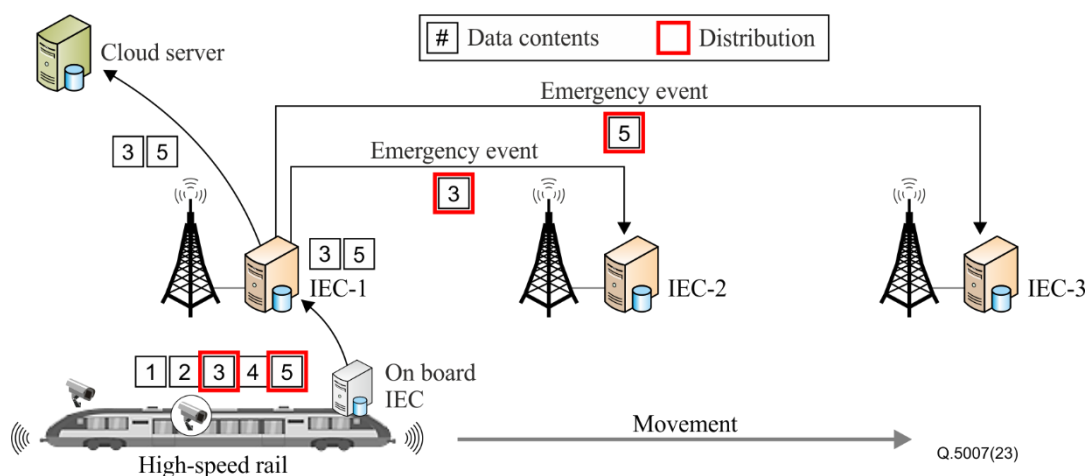 Cloud server
# Data contents
Distribution
Emergency event
5
Emergency event
3
3 5
3 5
IEC-1
IEC-2
IEC-3
1 2 3 4 5
On board
IEC
Movement
High-speed rail
Q.5007(23)